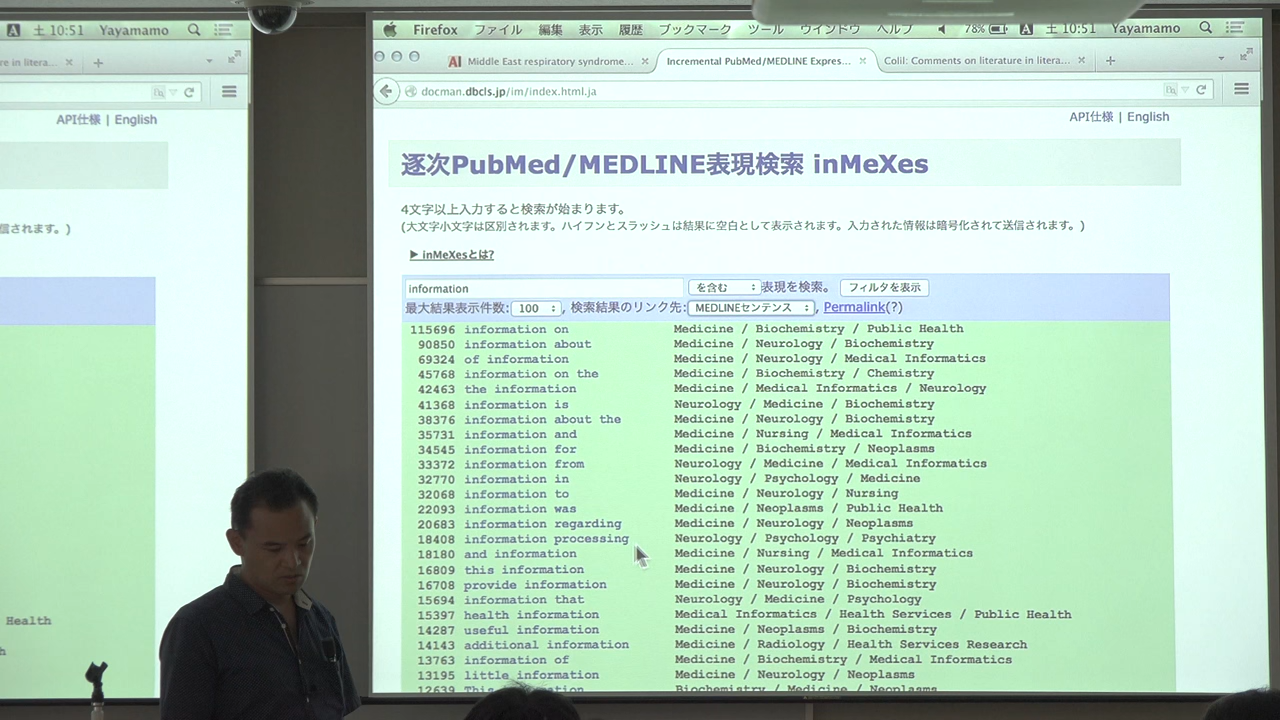 土 10:51 Yayamamo
re in litera... × +
API仕様 | English
信されます。)
Health
h
Firefox ファイル 編集 表示 履歴 ブックマーク ツール ウインドウ ヘルプ 78% A 土 10:51 Yayamamo
AI Middle East respiratory syndrome... × Incremental PubMed/MEDLINE Expres... × Colil: Comments on literature in litera... × +
docman.dbcls.jp/im/index.html.ja
API仕様 | English
逐次PubMed/MEDLINE表現検索 inMeXes
4文字以上入力すると検索が始まります。
(大文字小文字は区別されます。ハイフンとスラッシュは結果に空白として表示されます。入力された情報は暗号化されて送信されます。)
▶ inMeXesとは?
information を含む 表現を検索。 フィルタを表示
最大結果表示件数: 100 , 検索結果のリンク先: MEDLINEセンテンス , Permalink(?)
115696 information on Medicine / Biochemistry / Public Health
90850 information about Medicine / Neurology / Biochemistry
69324 of information Medicine / Neurology / Medical Informatics
45768 information on the Medicine / Biochemistry / Chemistry
42463 the information Medicine / Medical Informatics / Neurology
41368 information is Neurology / Medicine / Biochemistry
38376 information about the Medicine / Neurology / Biochemistry
35731 information and Medicine / Nursing / Medical Informatics
34545 information for Medicine / Biochemistry / Neoplasms
33372 information from Neurology / Medicine / Medical Informatics
32770 information in Neurology / Psychology / Medicine
32068 information to Medicine / Neurology / Nursing
22093 information was Medicine / Neoplasms / Public Health
20683 information regarding Medicine / Neurology / Neoplasms
18408 information processing Neurology / Psychology / Psychiatry
18180 and information Medicine / Nursing / Medical Informatics
16809 this information Medicine / Neurology / Biochemistry
16708 provide information Medicine / Neurology / Biochemistry
15694 information that Neurology / Medicine / Psychology
15397 health information Medical Informatics / Health Services / Public Health
14287 useful information Medicine / Neoplasms / Biochemistry
14143 additional information Medicine / Radiology / Health Services Research
13763 information of Medicine / Biochemistry / Medical Informatics
13195 little information Medicine / Neurology / Neoplasms
12639 This information Biochemistry / Medicine / Neoplasms